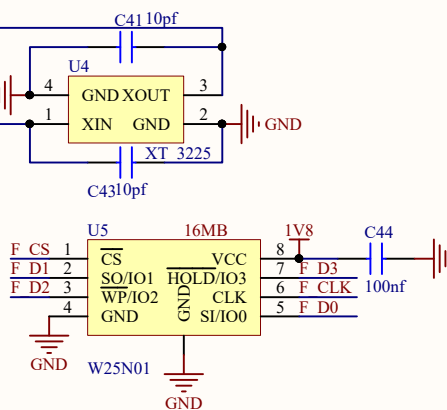 C41 10pf
U4
4 GND XOUT 3
1 XIN GND 2 GND
XT 3225
C43 10pf
U5 16MB 1V8 C44
F CS 1 CS VCC 8
F D1 2 SO/IO1 HOLD/IO3 7 F D3
F D2 3 WP/IO2 CLK 6 F CLK 100nf
4 GND GND SI/IO0 5 F D0
GND W25N01
GND